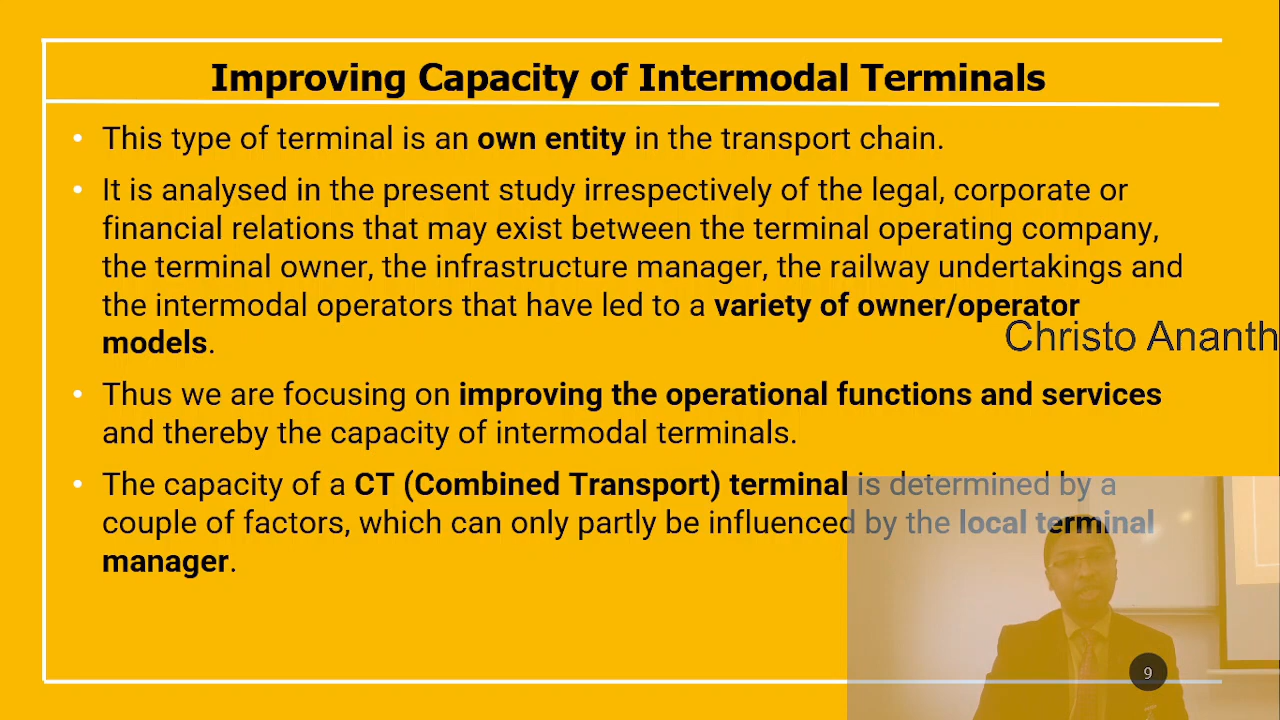 Improving Capacity of Intermodal Terminals
• This type of terminal is an own entity in the transport chain.
• It is analysed in the present study irrespectively of the legal, corporate or
financial relations that may exist between the terminal operating company,
the terminal owner, the infrastructure manager, the railway undertakings and
the intermodal operators that have led to a variety of owner/operator
models.
Christo Ananth
• Thus we are focusing on improving the operational functions and services
and thereby the capacity of intermodal terminals.
• The capacity of a CT (Combined Transport) terminal is determined by a
couple of factors, which can only partly be influenced by the local terminal
manager.
9